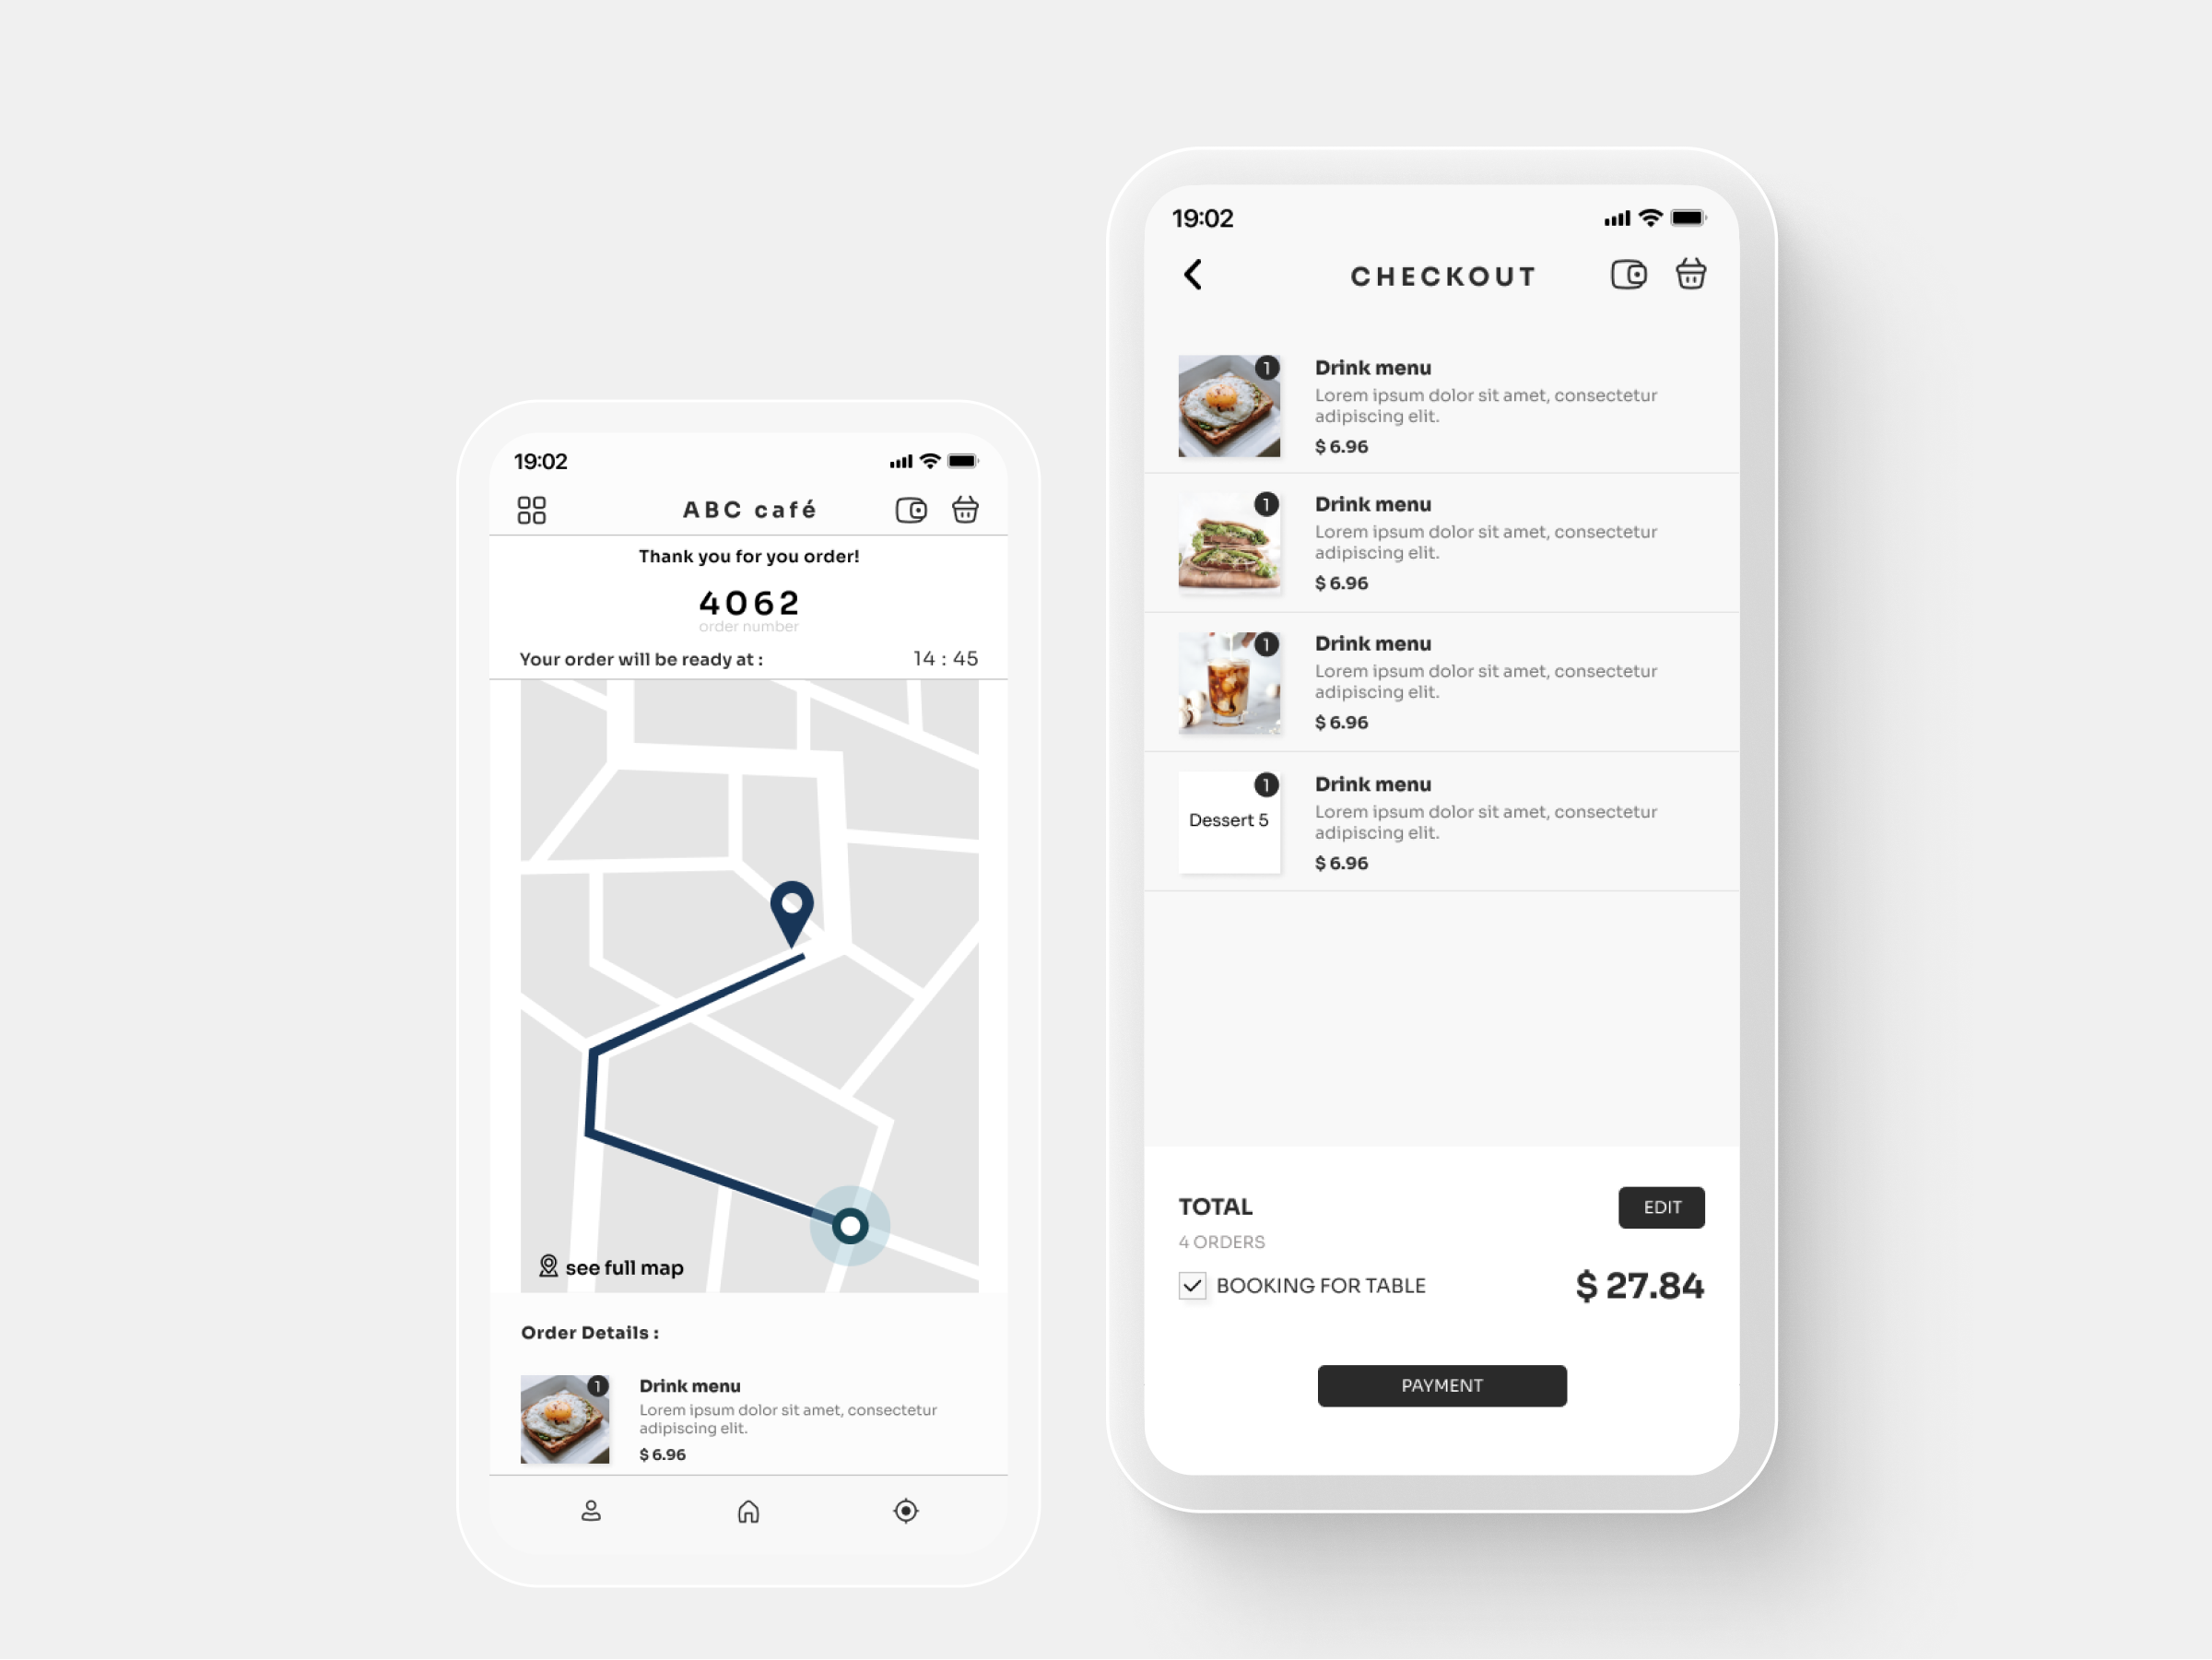 19:02
ABC café
Thank you for you order!
4062
order number
Your order will be ready at :
14 : 45
see full map
Order Details :
1
Drink menu
Lorem ipsum dolor sit amet, consectetur
adipiscing elit.
$ 6.96
19:02
CHECKOUT
1
Drink menu
Lorem ipsum dolor sit amet, consectetur
adipiscing elit.
$ 6.96
1
Drink menu
Lorem ipsum dolor sit amet, consectetur
adipiscing elit.
$ 6.96
1
Drink menu
Lorem ipsum dolor sit amet, consectetur
adipiscing elit.
$ 6.96
1
Dessert 5
Drink menu
Lorem ipsum dolor sit amet, consectetur
adipiscing elit.
$ 6.96
TOTAL
EDIT
4 ORDERS
BOOKING FOR TABLE
$ 27.84
PAYMENT